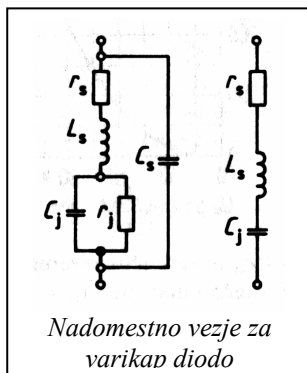 rs
Ls
Cj
rj
Cs
rs
Ls
Cj
Nadomestno vezje za
varikap diodo